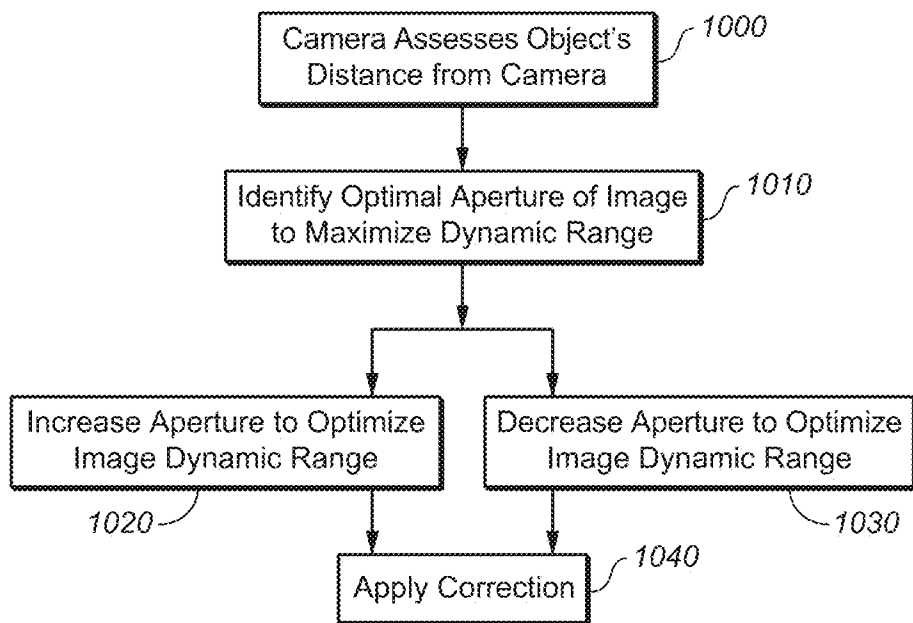 Camera Assesses Object's
Distance from Camera
1000
Identify Optimal Aperture of Image
to Maximize Dynamic Range
1010
Increase Aperture to Optimize
Image Dynamic Range
1020
Decrease Aperture to Optimize
Image Dynamic Range
1030
Apply Correction
1040